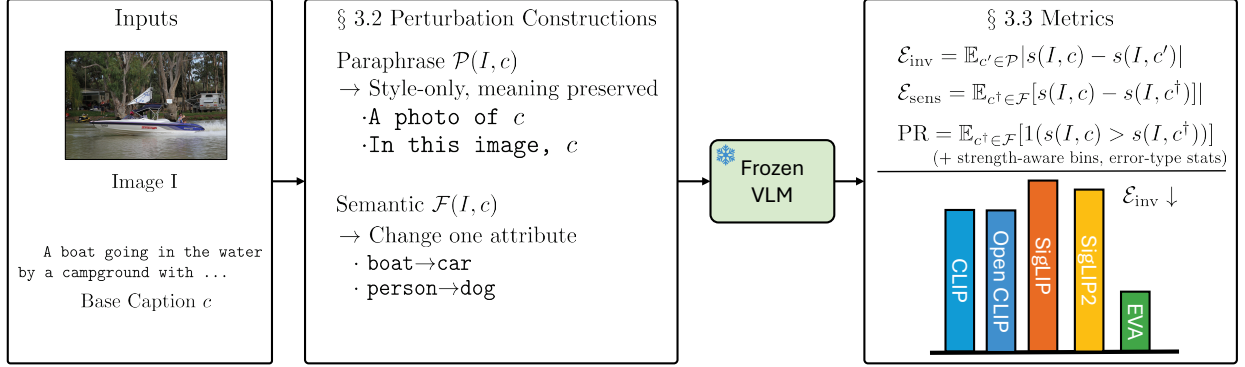 Inputs
Image I
A boat going in the water
by a campground with ...
Base Caption c
§ 3.2 Perturbation Constructions
Paraphrase 𝒫(I, c)
→ Style-only, meaning preserved
·A photo of c
·In this image, c
Semantic ℱ(I, c)
→ Change one attribute
· boat→car
· person→dog
Frozen
VLM
§ 3.3 Metrics
ℰ_inv = 𝔼_{c′∈𝒫}|s(I, c) − s(I, c′)|
ℰ_sens = 𝔼_{c†∈ℱ}[s(I, c) − s(I, c†)]|
PR = 𝔼_{c†∈ℱ}[1(s(I, c) > s(I, c†))]
(+ strength-aware bins, error-type stats)
ℰ_inv ↓
CLIP
Open CLIP
SigLIP
SigLIP2
EVA